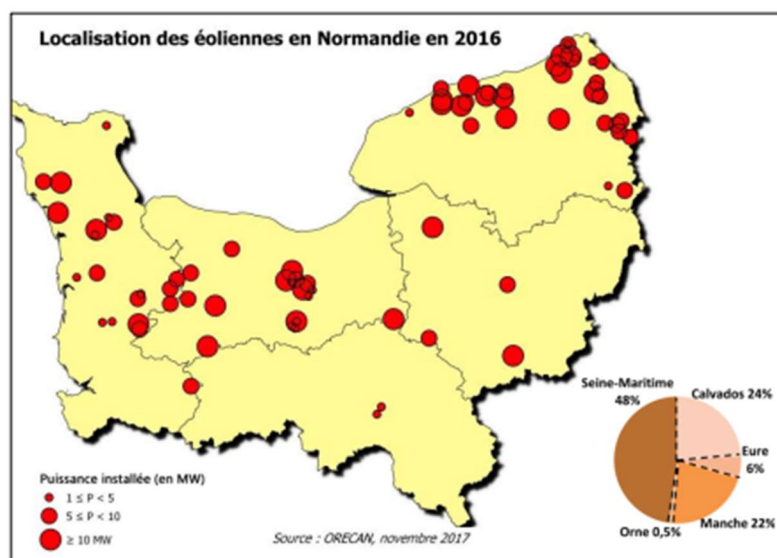 Localisation des éoliennes en Normandie en 2016
Seine-Maritime
48%
Calvados 24%
Eure
6%
Manche 22%
Orne 0,5%
Puissance installée (en MW)
1 ≤ P < 5
5 ≤ P < 10
≥ 10 MW
Source : ORECAN, novembre 2017